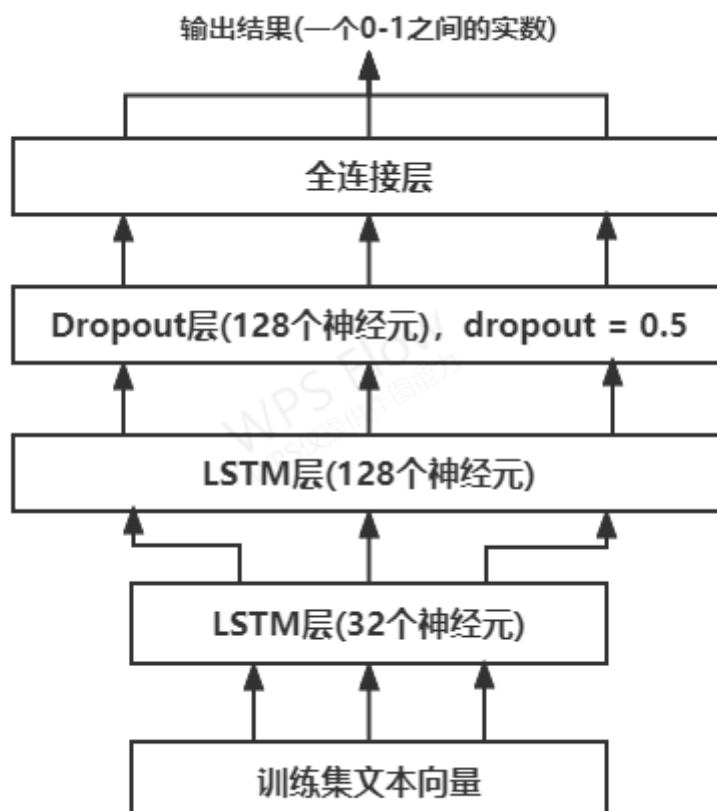 输出结果(一个0-1之间的实数)
全连接层
Dropout层(128个神经元)，dropout = 0.5
WPS Flow
LSTM层(128个神经元)
LSTM层(32个神经元)
训练集文本向量